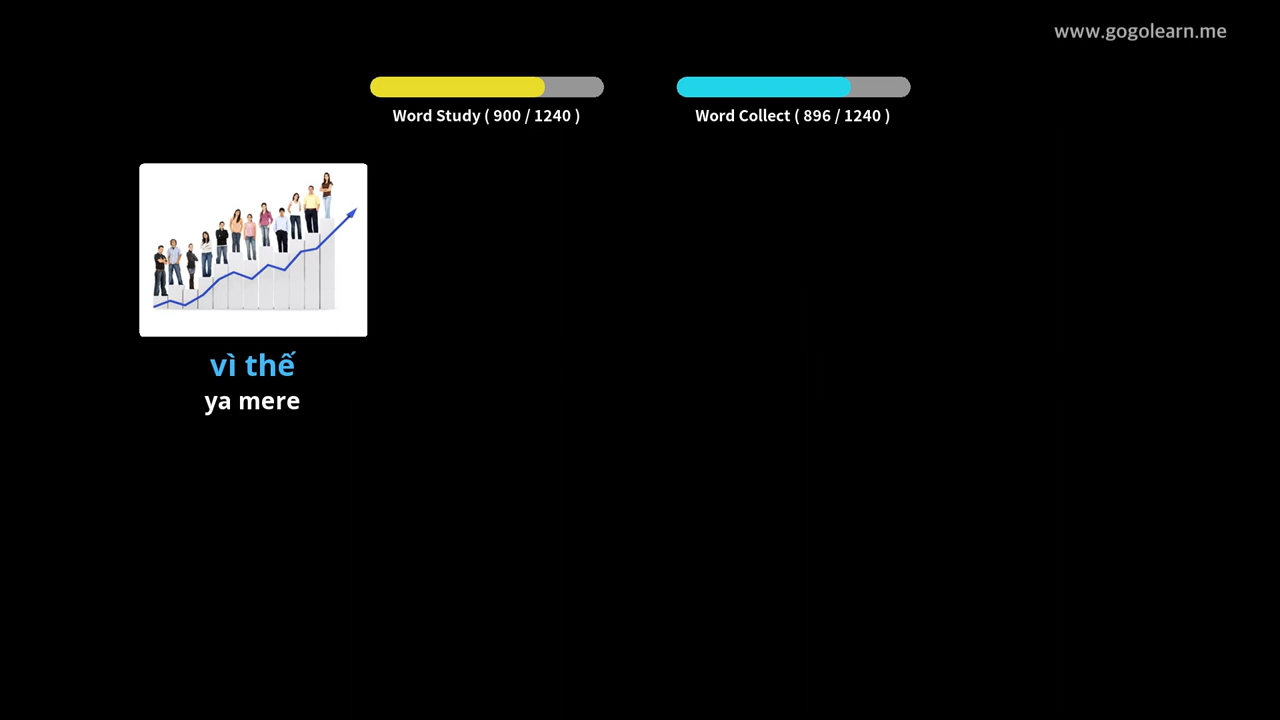 www.gogolearn.me
Word Study ( 900 / 1240 )
Word Collect ( 896 / 1240 )
vì thế
ya mere